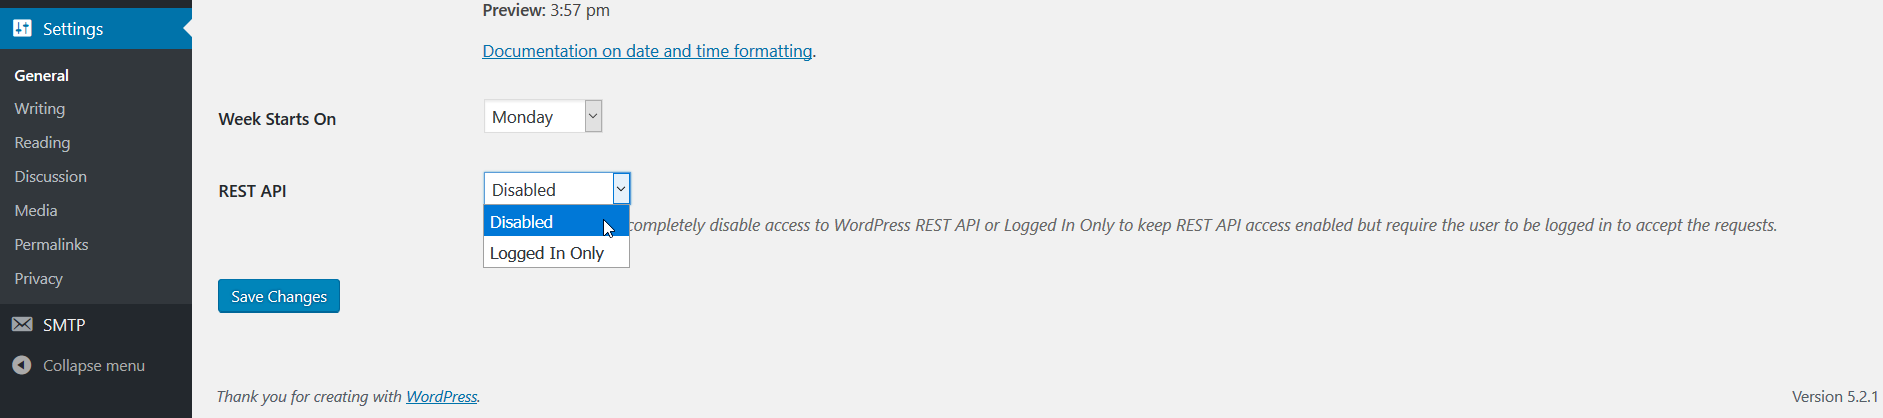 Settings
General
Writing
Reading
Discussion
Media
Permalinks
Privacy
SMTP
Collapse menu
Preview: 3:57 pm
Documentation on date and time formatting.
Week Starts On
Monday
REST API
Disabled
Disabled
Logged In Only
completely disable access to WordPress REST API or Logged In Only to keep REST API access enabled but require the user to be logged in to accept the requests.
Save Changes
Thank you for creating with WordPress.
Version 5.2.1